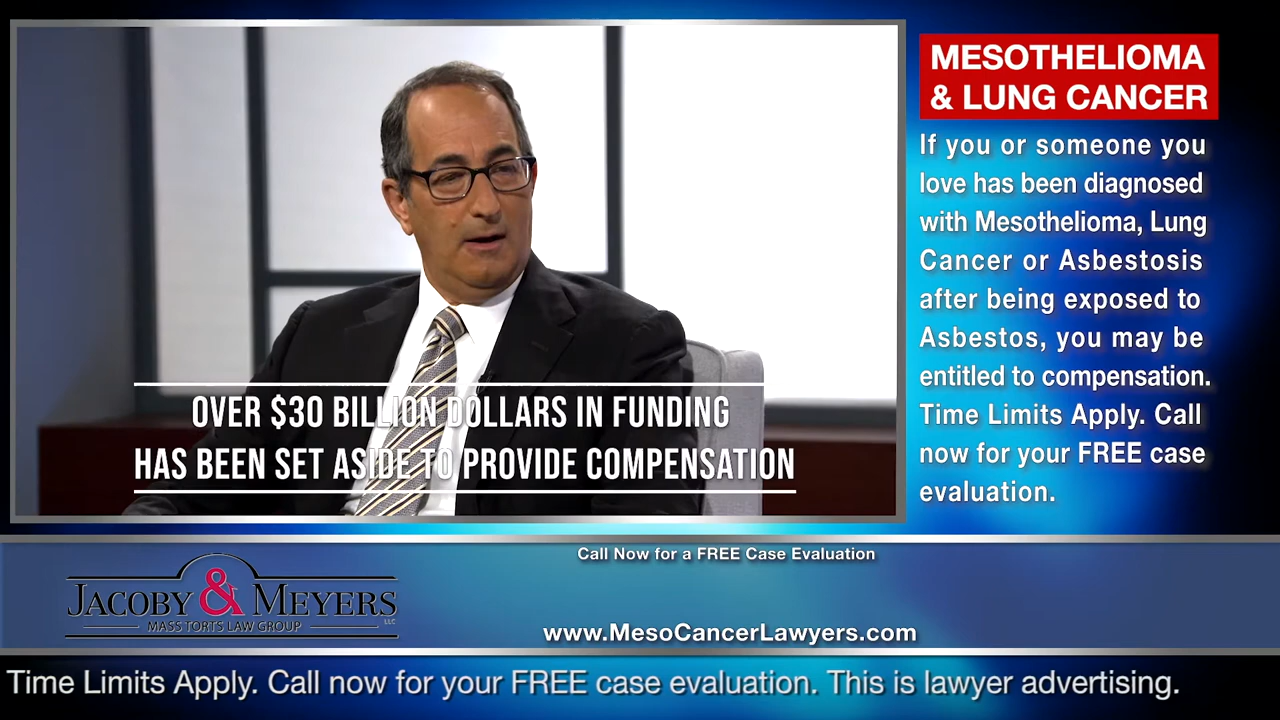 MESOTHELIOMA
& LUNG CANCER
If you or someone you
love has been diagnosed
with Mesothelioma, Lung
Cancer or Asbestosis
after being exposed to
Asbestos, you may be
entitled to compensation.
Time Limits Apply. Call
now for your FREE case
evaluation.
OVER $30 BILLION DOLLARS IN FUNDING
HAS BEEN SET ASIDE TO PROVIDE COMPENSATION
Call Now for a FREE Case Evaluation
JACOBY & MEYERS
LLC
MASS TORTS LAW GROUP
www.MesoCancerLawyers.com
Time Limits Apply. Call now for your FREE case evaluation. This is lawyer advertising.